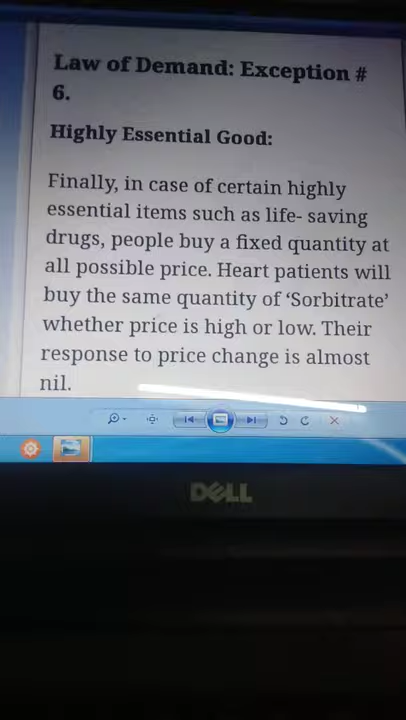 Law of Demand: Exception #
6.
Highly Essential Good:
Finally, in case of certain highly
essential items such as life- saving
drugs, people buy a fixed quantity at
all possible price. Heart patients will
buy the same quantity of ‘Sorbitrate’
whether price is high or low. Their
response to price change is almost
nil.
DELL